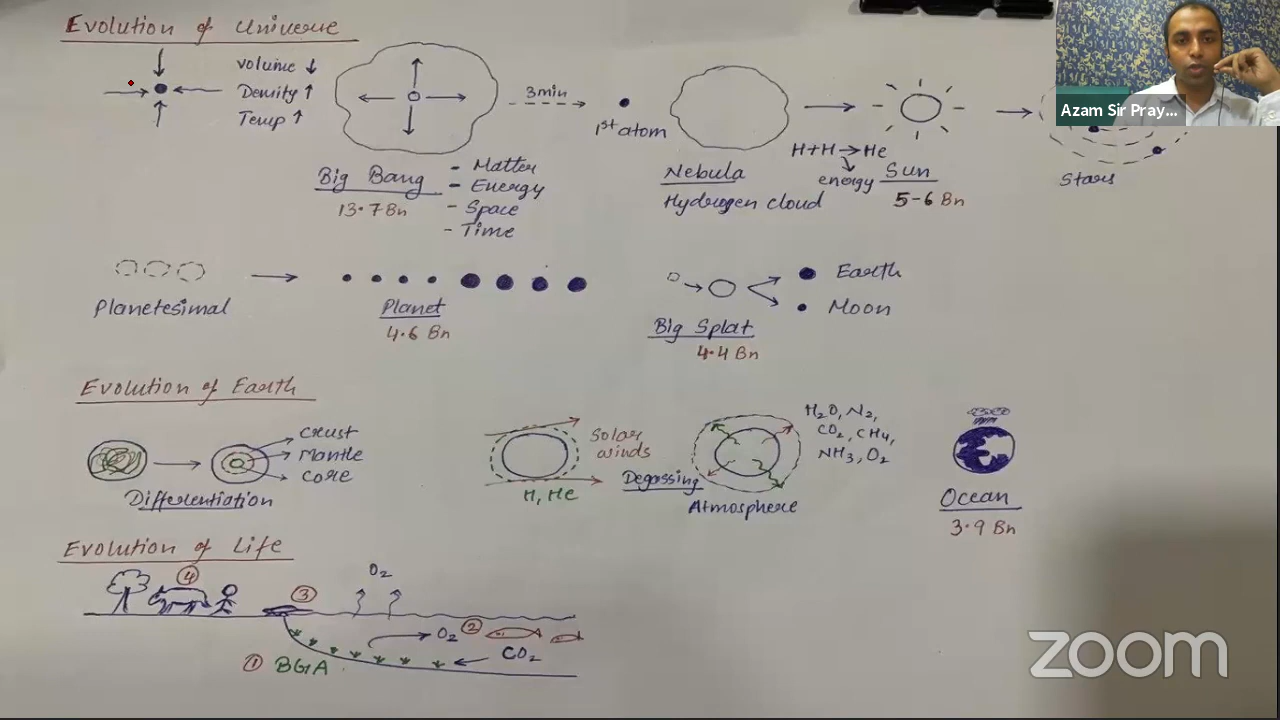 Evolution of Universe
Volume ↓
Density ↑
Temp ↑
Big Bang
13.7 Bn
- Matter
- Energy
- Space
- Time
3 min
1st atom
Nebula
Hydrogen cloud
H+H → He
energy
Sun
5-6 Bn
Stars
Azam Sir Pray...
Planetesimal
Planet
4.6 Bn
Big Splat
4.4 Bn
Earth
Moon
Evolution of Earth
Crust
Mantle
Core
Differentiation
Solar
winds
H, He
Degassing
Atmosphere
H2O, N2,
CO2, CH4,
NH3, O2
Ocean
3.9 Bn
Evolution of Life
④
③
O2
O2
②
CO2
① BGA
zoom